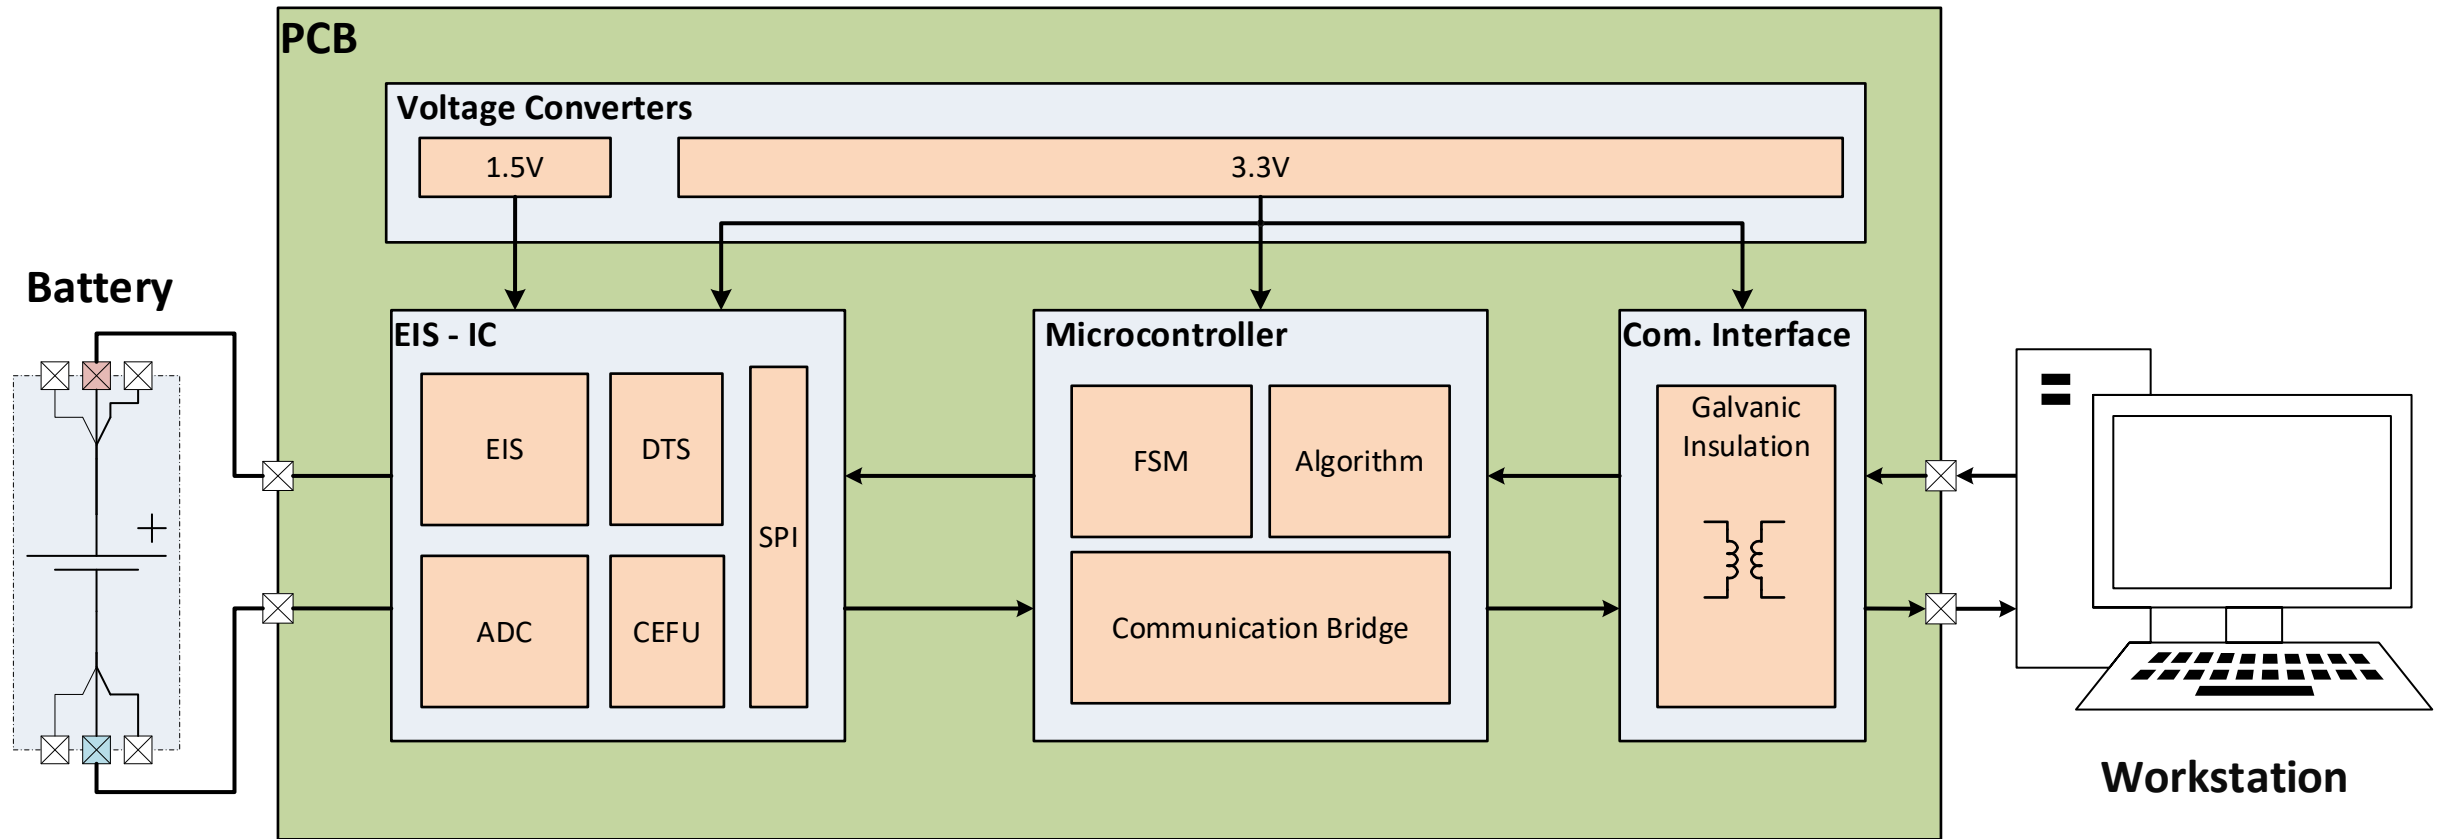 PCB
Voltage Converters
1.5V
3.3V
Battery
EIS - IC
EIS
DTS
SPI
ADC
CEFU
Microcontroller
FSM
Algorithm
Communication Bridge
Com. Interface
Galvanic
Insulation
+
Workstation